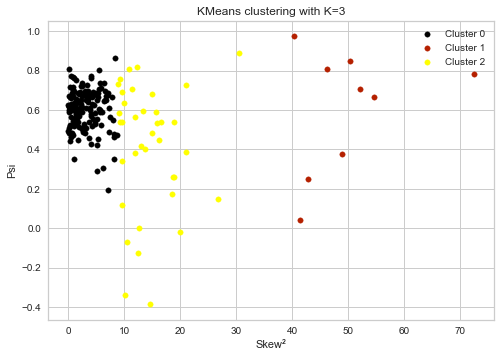 KMeans clustering with K=3
Cluster 0
Cluster 1
Cluster 2
1.0
0.8
0.6
0.4
0.2
0.0
−0.2
−0.4
Psi
0 10 20 30 40 50 60 70
Skew²